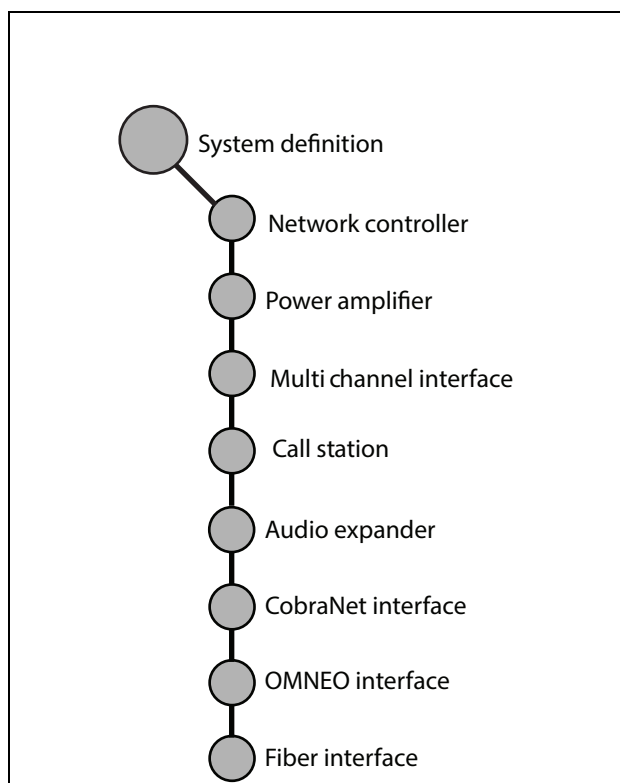 System definition
Network controller
Power amplifier
Multi channel interface
Call station
Audio expander
CobraNet interface
OMNEO interface
Fiber interface